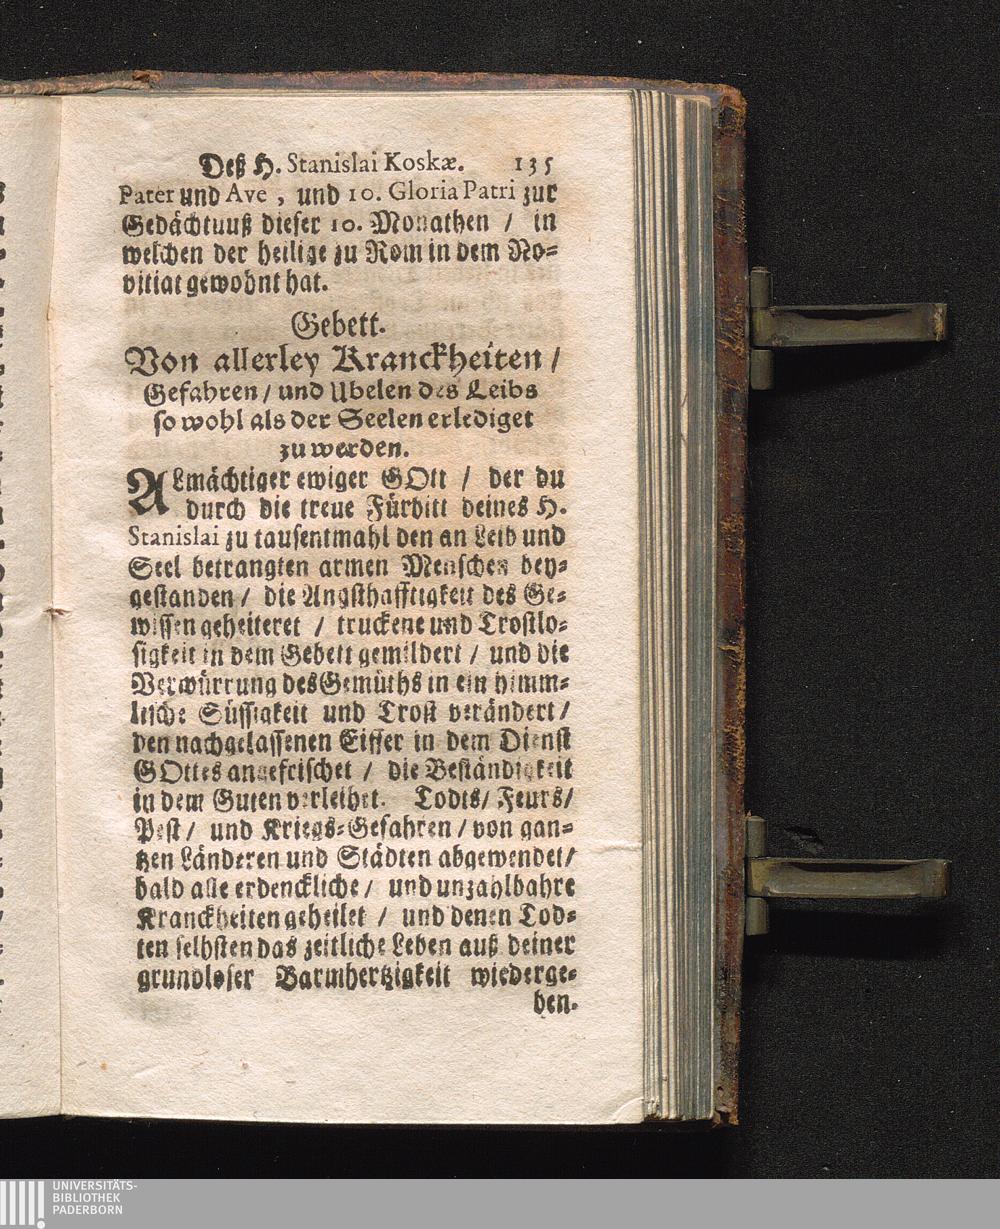 Deß H. Stanislai Koskæ. 135
Pater und Ave, und 10. Gloria Patri zur
Gedächtnuß dieser 10. Monathen / in
welchen der heilige zu Rom in dem No-
vitiat gewohnt hat.
Gebett.
Von allerley Kranckheiten /
Gefahren / und Ubelen des Leibs
so wohl als der Seelen erlediget
zu werden.
ALmächtiger ewiger GOtt / der du
durch die treue Fürbitt deines H.
Stanislai zu tausentmahl den an Leib und
Seel betrangten armen Menschen bey-
gestanden / die Angsthafftigkeit des Ge-
wissen geheiteret / truckene und Trostlo-
sigkeit in dem Gebett gemildert / und die
Verwürrung des Gemüths in ein himm-
lische Süssigkeit und Trost verändert /
den nachgelassenen Eiffer in dem Dienst
GOttes angefrischet / die Beständigkeit
in dem Guten verleihet. Todts / Feurs /
Pest / und Kriegs-Gefahren / von gan-
tzen Länderen und Städten abgewendet /
bald alle erdenckliche / und unzahlbahre
Kranckheiten geheilet / und denen Tod-
ten selbsten das zeitliche Leben auß deiner
grundloser Barmhertzigkeit wiederge-
ben.
UNIVERSITÄTS-
BIBLIOTHEK
PADERBORN